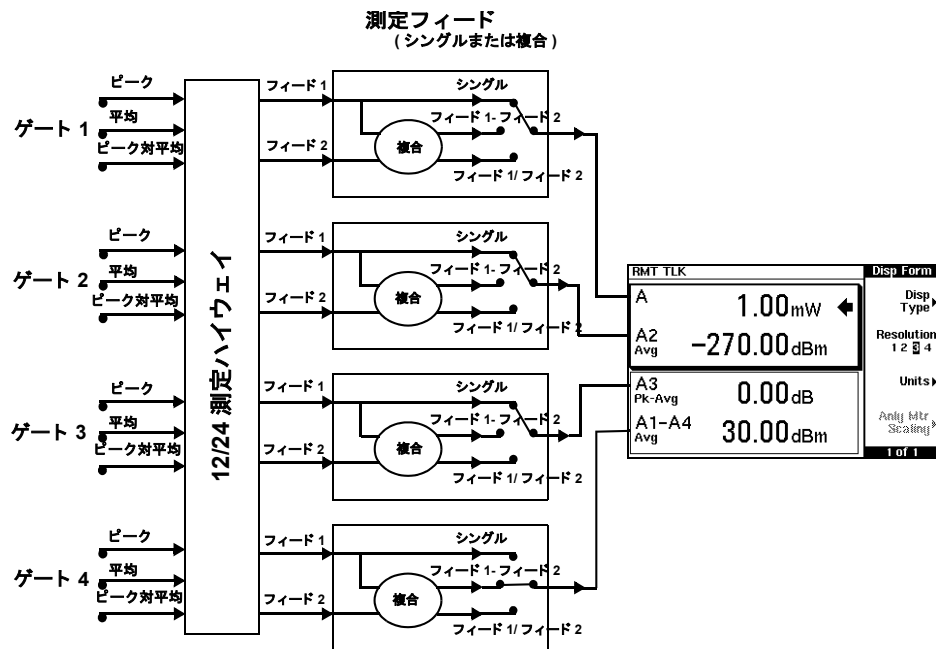 測定フィード
( シングルまたは複合 )
ゲート 1
ピーク
平均
ピーク対平均
フィード 1
フィード 2
シングル
フィード 1- フィード 2
複合
フィード 1/ フィード 2
ゲート 2
ピーク
平均
ピーク対平均
フィード 1
フィード 2
シングル
フィード 1- フィード 2
複合
フィード 1/ フィード 2
12/24 測定ハイウェイ
ゲート 3
ピーク
平均
ピーク対平均
フィード 1
フィード 2
シングル
フィード 1- フィード 2
複合
フィード 1/ フィード 2
ゲート 4
ピーク
平均
ピーク対平均
フィード 1
フィード 2
シングル
フィード 1- フィード 2
複合
フィード 1/ フィード 2
RMT TLK
A 1.00mW
A2
Avg -270.00dBm
A3
Pk-Avg 0.00dB
A1-A4
Avg 30.00dBm
Disp Form
Disp
Type
Resolution
1 2 3 4
Units
Anly Mtr
Scaling
1 of 1